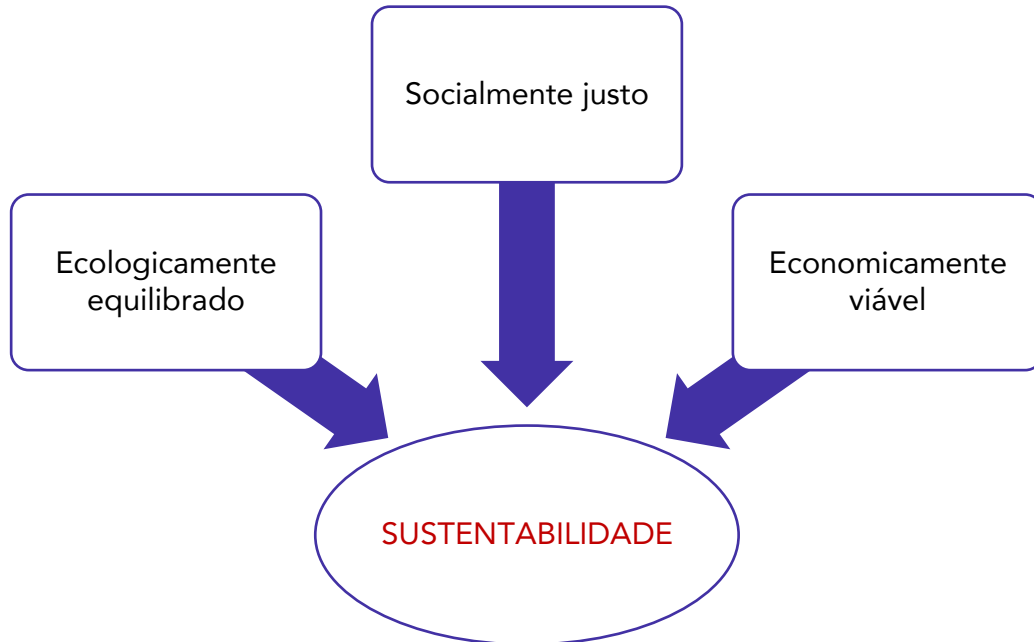 Socialmente justo
Ecologicamente
equilibrado
Economicamente
viável
SUSTENTABILIDADE